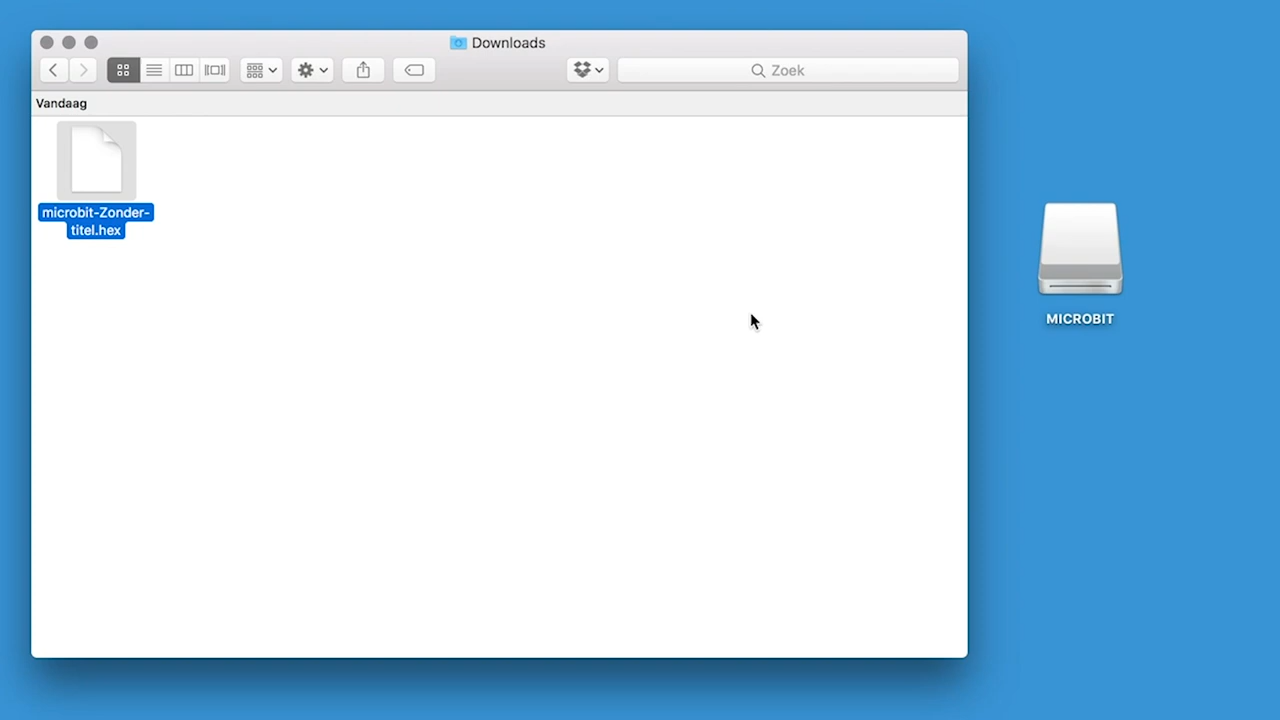 Downloads
Zoek
Vandaag
microbit-Zonder-
titel.hex
MICROBIT